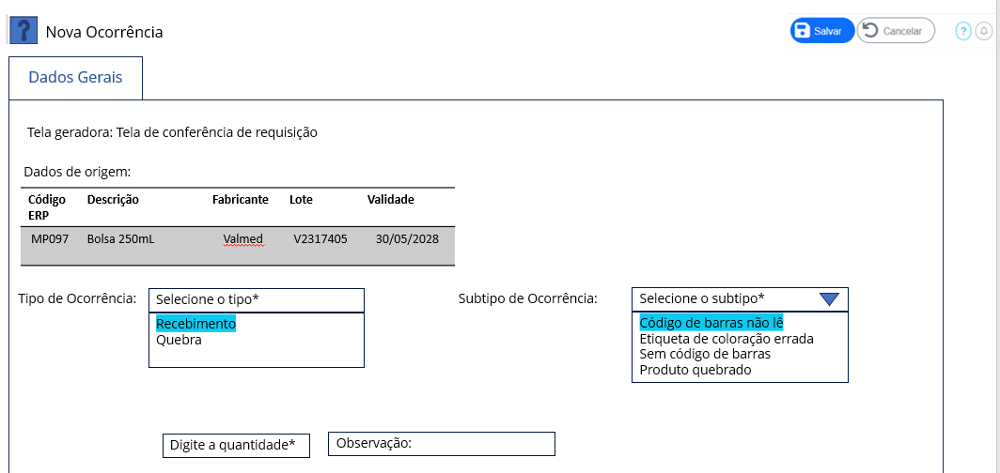 Nova Ocorrência
Salvar
Cancelar
?
Dados Gerais
Tela geradora: Tela de conferência de requisição
Dados de origem:
Código ERP Descrição Fabricante Lote Validade
MP097 Bolsa 250mL Valmed V2317405 30/05/2028
Tipo de Ocorrência: Selecione o tipo*
Recebimento
Quebra
Subtipo de Ocorrência: Selecione o subtipo*
Código de barras não lê
Etiqueta de coloração errada
Sem código de barras
Produto quebrado
Digite a quantidade*
Observação: